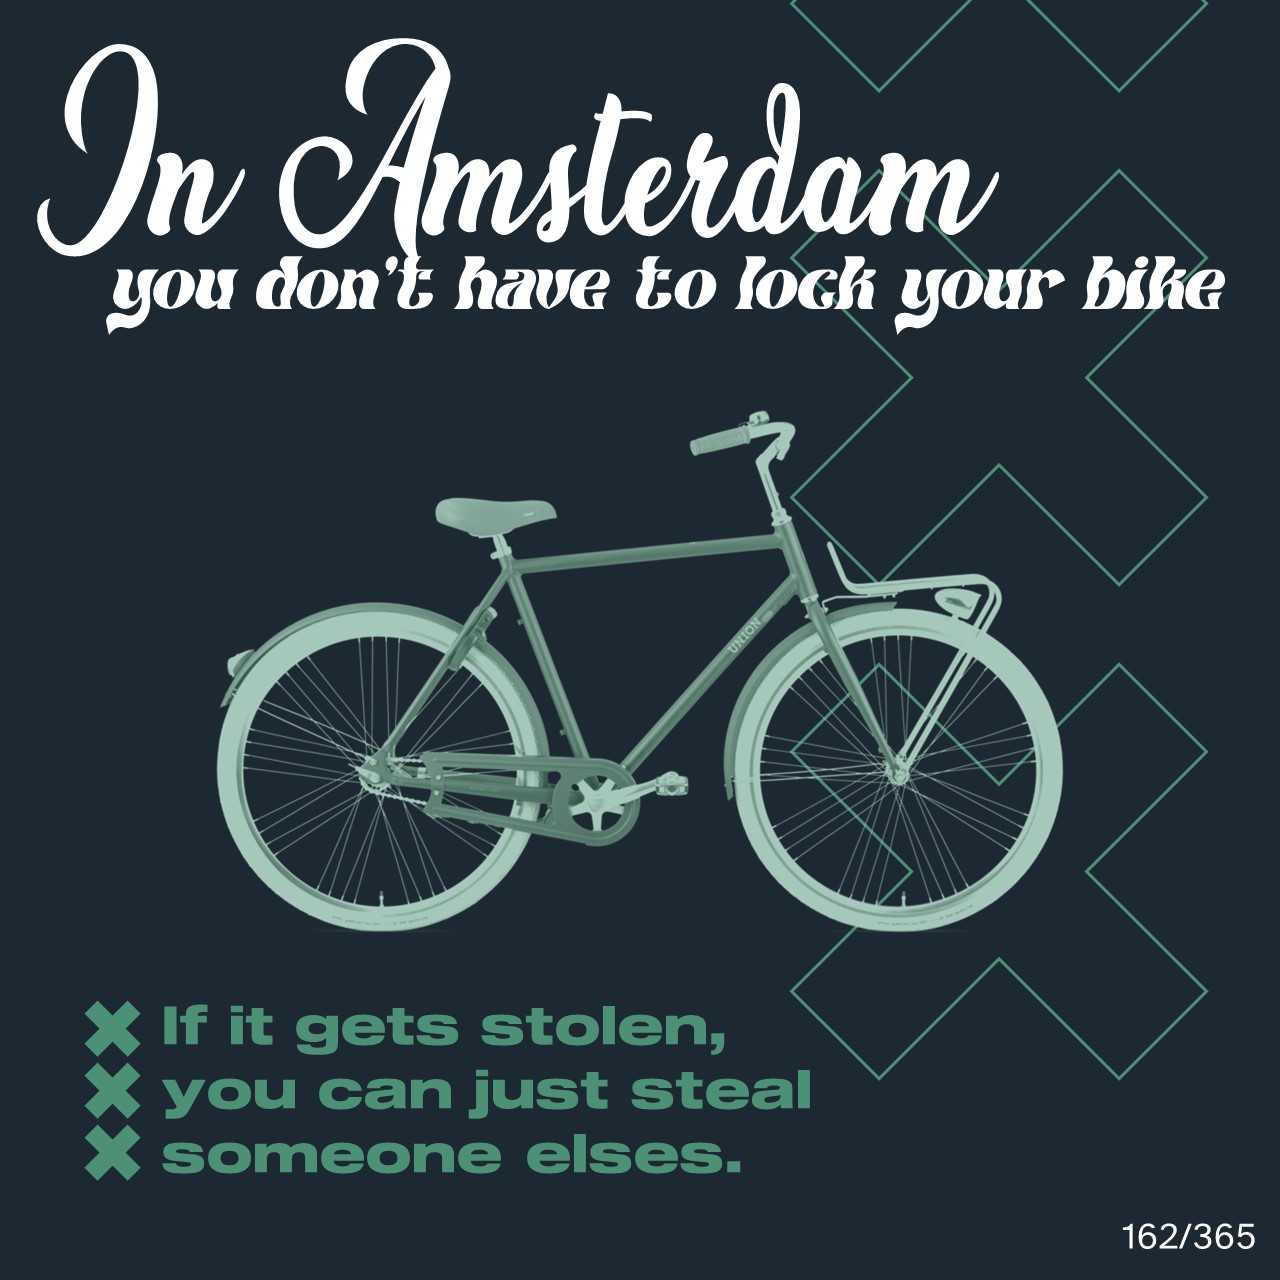 In Amsterdam
you don't have to lock your bike
UNION
If it gets stolen,
you can just steal
someone elses.
162/365